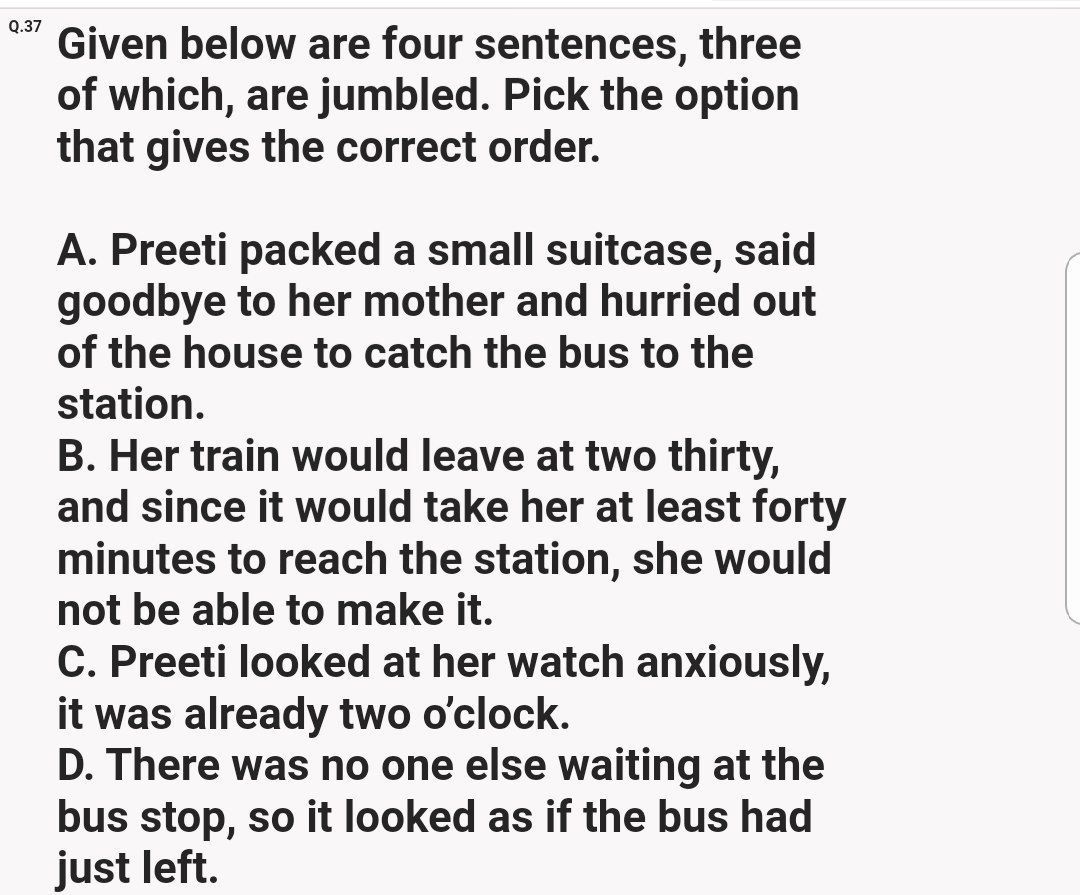 Q.37
Given below are four sentences, three
of which, are jumbled. Pick the option
that gives the correct order.
A. Preeti packed a small suitcase, said
goodbye to her mother and hurried out
of the house to catch the bus to the
station.
B. Her train would leave at two thirty,
and since it would take her at least forty
minutes to reach the station, she would
not be able to make it.
C. Preeti looked at her watch anxiously,
it was already two o’clock.
D. There was no one else waiting at the
bus stop, so it looked as if the bus had
just left.